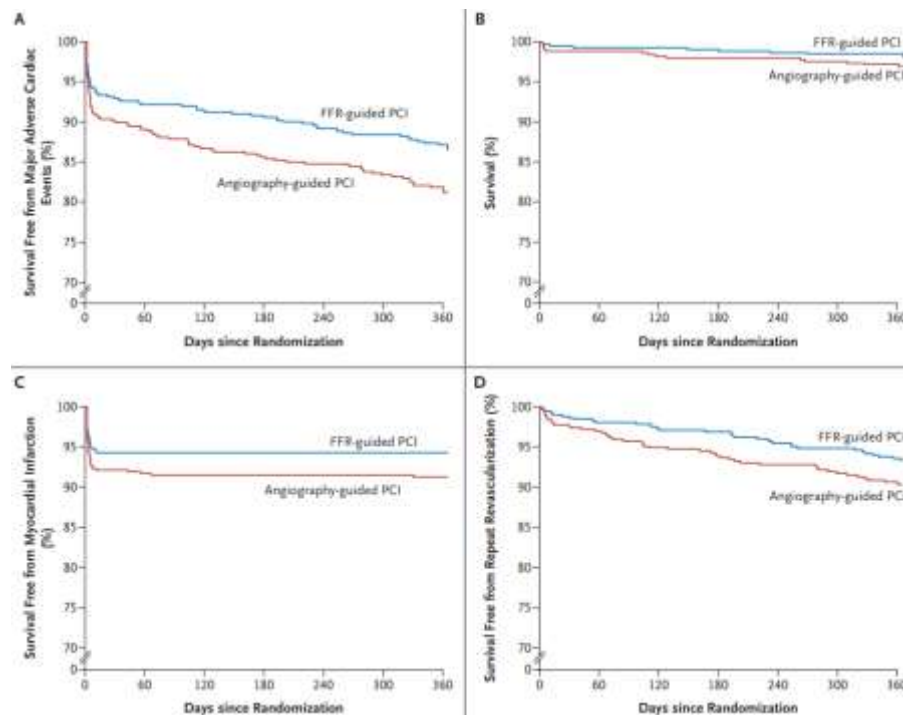 A
Survival Free from Major Adverse Cardiac
Events (%)
100
95
90
85
80
75
70
0
FFR-guided PCI
Angiography-guided PCI
0 60 120 180 240 300 360
Days since Randomization
B
Survival (%)
100
95
90
85
80
75
70
0
FFR-guided PCI
Angiography-guided PCI
0 60 120 180 240 300 360
Days since Randomization
C
Survival Free from Myocardial Infarction
(%)
100
95
90
85
80
75
70
0
FFR-guided PCI
Angiography-guided PCI
0 60 120 180 240 300 360
Days since Randomization
D
Survival Free from Repeat Revascularization (%)
100
95
90
85
80
75
70
0
FFR-guided PCI
Angiography-guided PCI
0 60 120 180 240 300 360
Days since Randomization